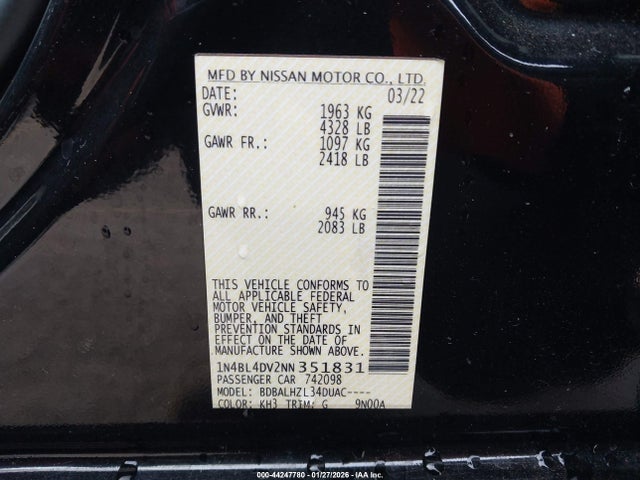 MFD BY NISSAN MOTOR CO., LTD.
DATE: 03/22
GVWR: 1963 KG
4328 LB
GAWR FR.: 1097 KG
2418 LB
GAWR RR.: 945 KG
2083 LB
THIS VEHICLE CONFORMS TO
ALL APPLICABLE FEDERAL
MOTOR VEHICLE SAFETY,
BUMPER, AND THEFT
PREVENTION STANDARDS IN
EFFECT ON THE DATE OF
MANUFACTURE SHOWN ABOVE.
1N4BL4DV2NN351831
PASSENGER CAR 742098
MODEL: BDBALHZL34DUAC----
COLOR: KH3 TRIM: G 9N00A
000-44247780 - 01/27/2026 - IAA Inc.